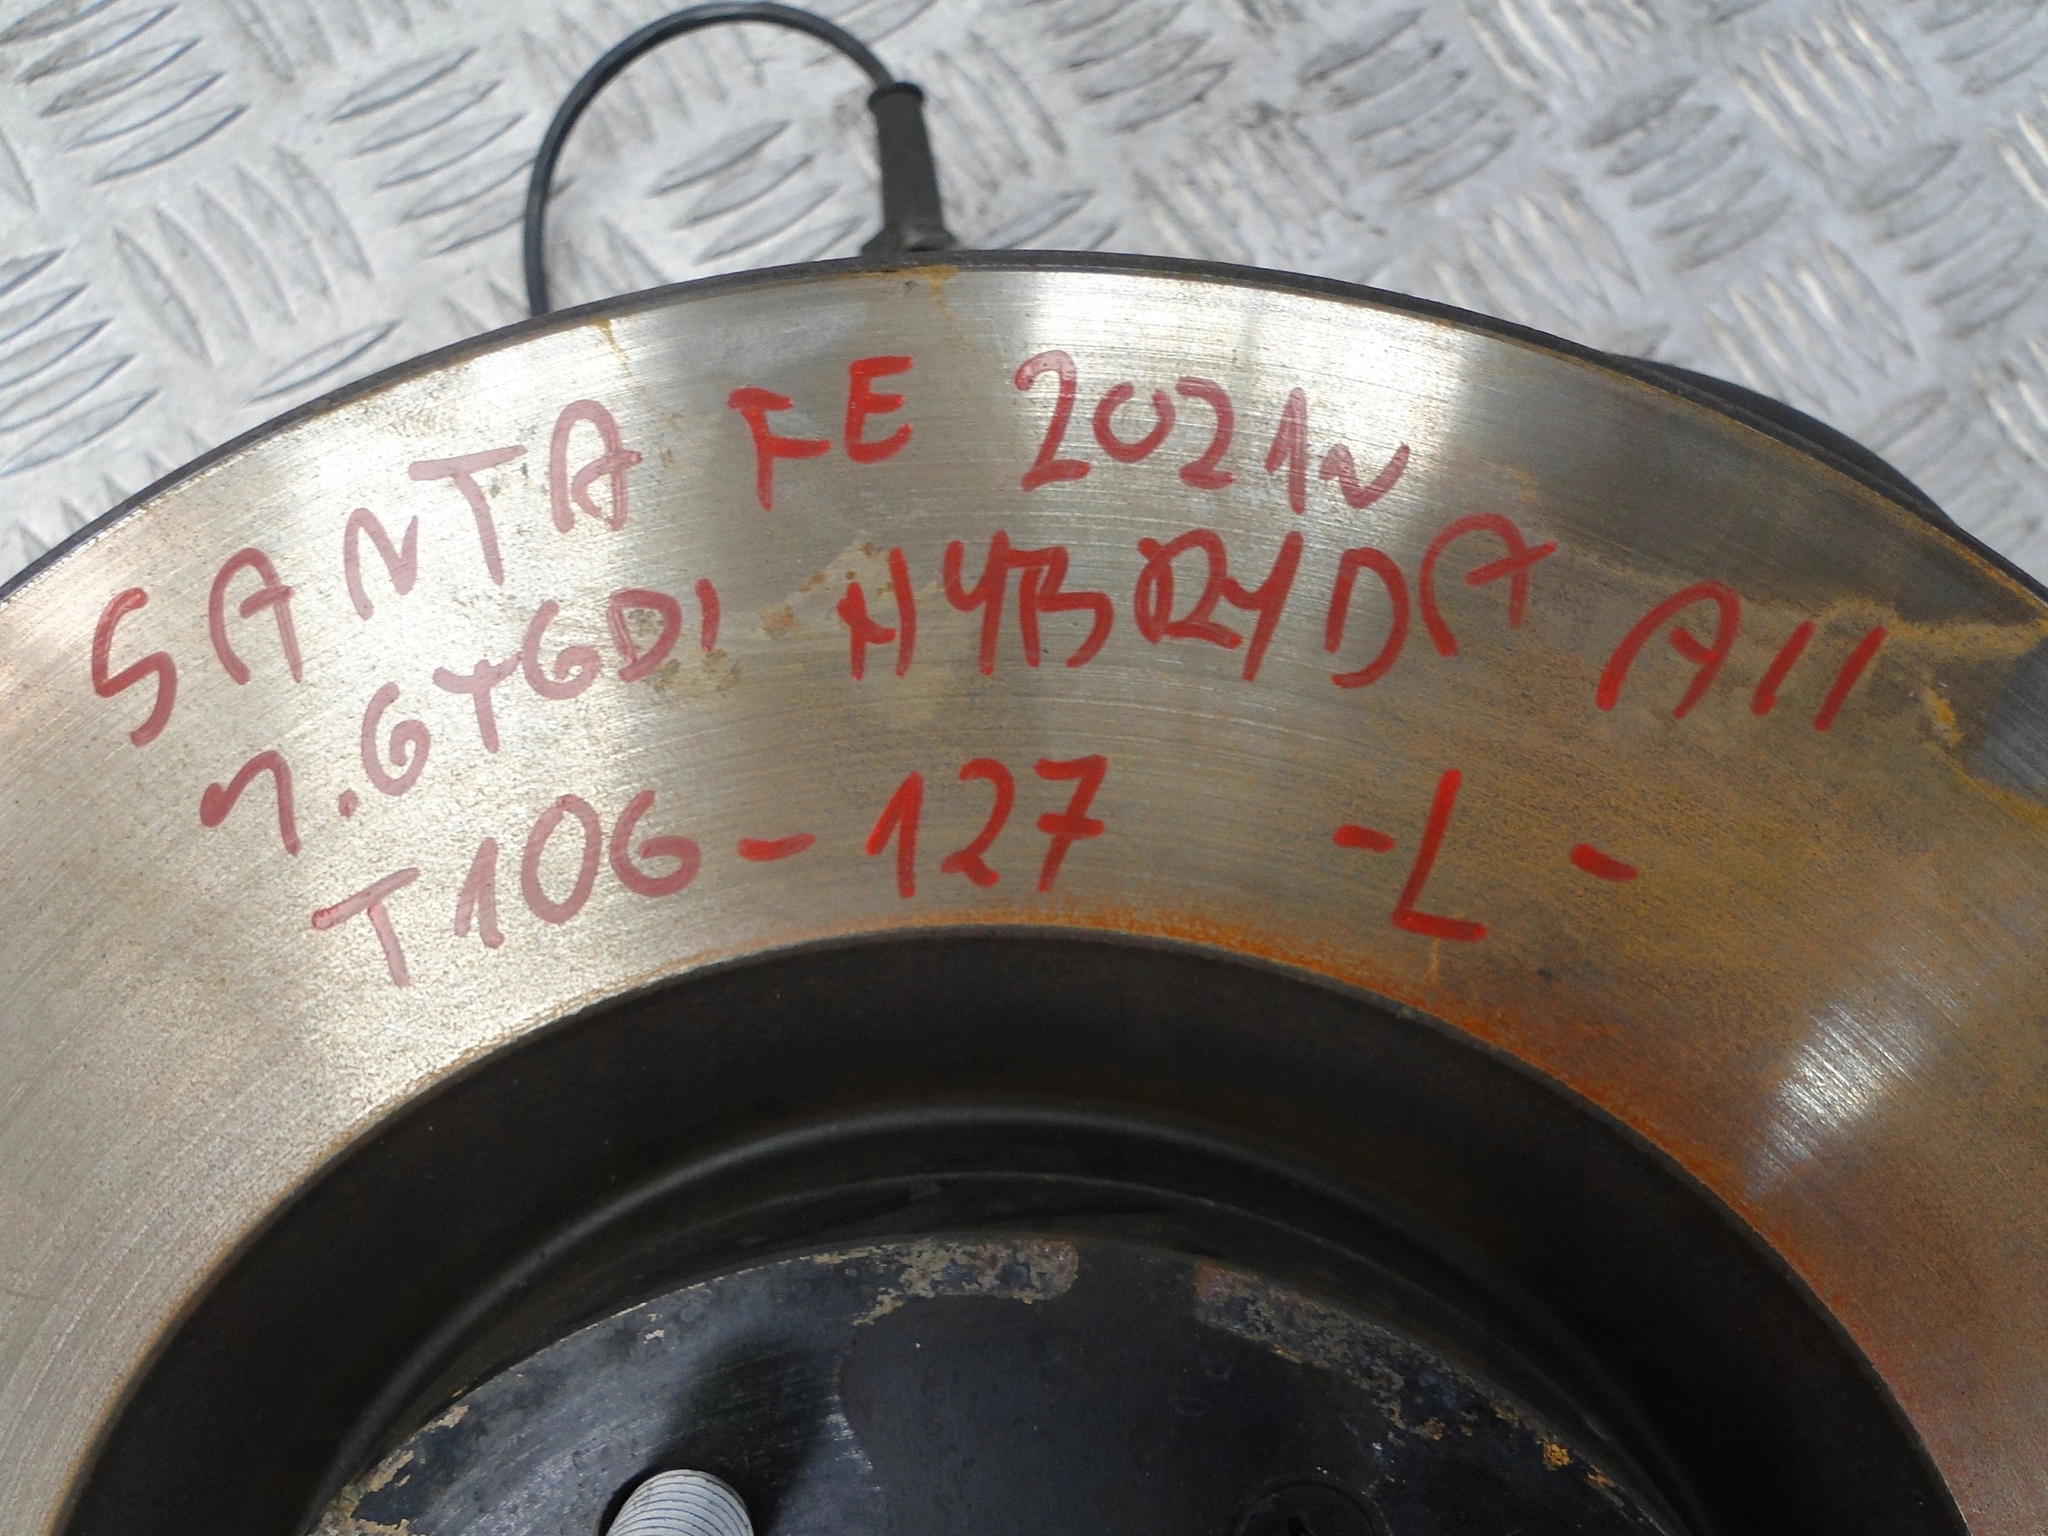 SANTA FE 2021r
1.6TGDI HYBRYDA A11
T106-127 -L-